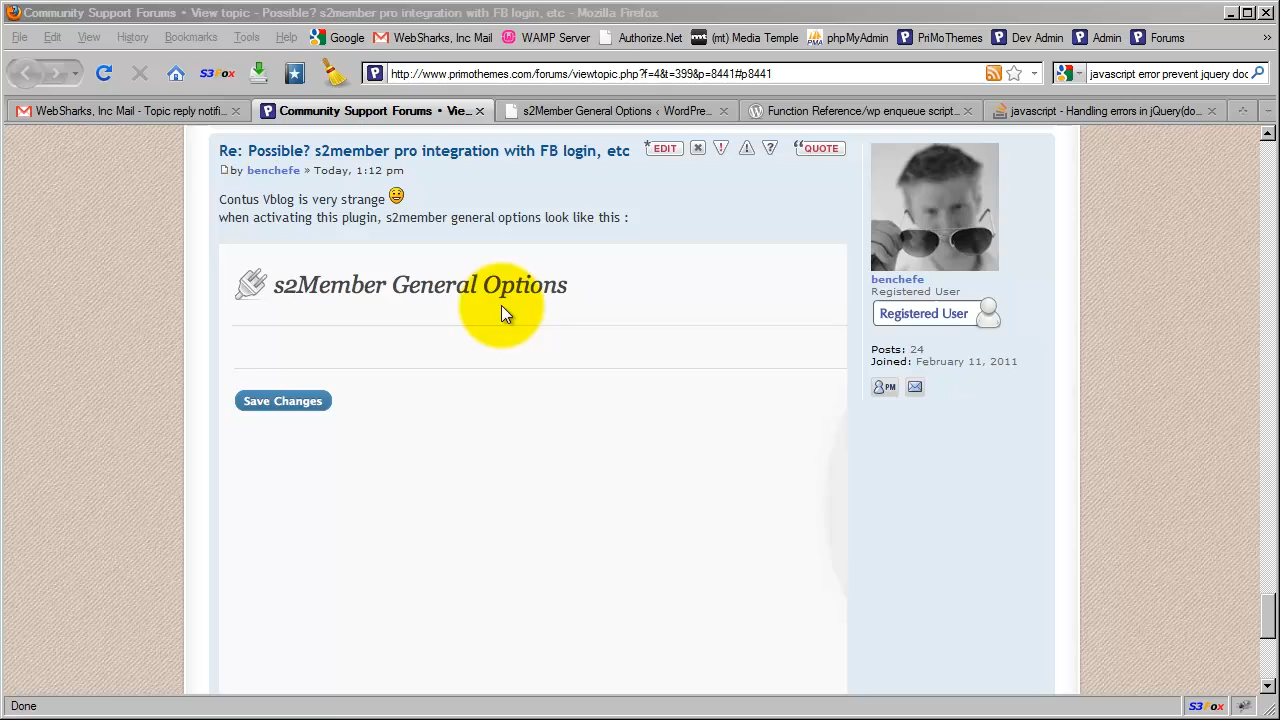 Community Support Forums • View topic - Possible? s2member pro integration with FB login, etc - Mozilla Firefox
File Edit View History Bookmarks Tools Help Google WebSharks, Inc Mail WAMP Server Authorize.Net (mt) Media Temple phpMyAdmin PriMoThemes Dev Admin Admin Forums »
S3Fox http://www.primothemes.com/forums/viewtopic.php?f=4&t=399&p=8441#p8441 javascript error prevent jquery doc
WebSharks, Inc Mail - Topic reply notifi... Community Support Forums • Vie... s2Member General Options ‹ WordPre... Function Reference/wp enqueue script... javascript - Handling errors in jQuery(do...
Re: Possible? s2member pro integration with FB login, etc EDIT QUOTE
by benchefe » Today, 1:12 pm
Contus Vblog is very strange
when activating this plugin, s2member general options look like this :
s2Member General Options
Save Changes
benchefe
Registered User
Registered User
Posts: 24
Joined: February 11, 2011
PM
Done S3Fox